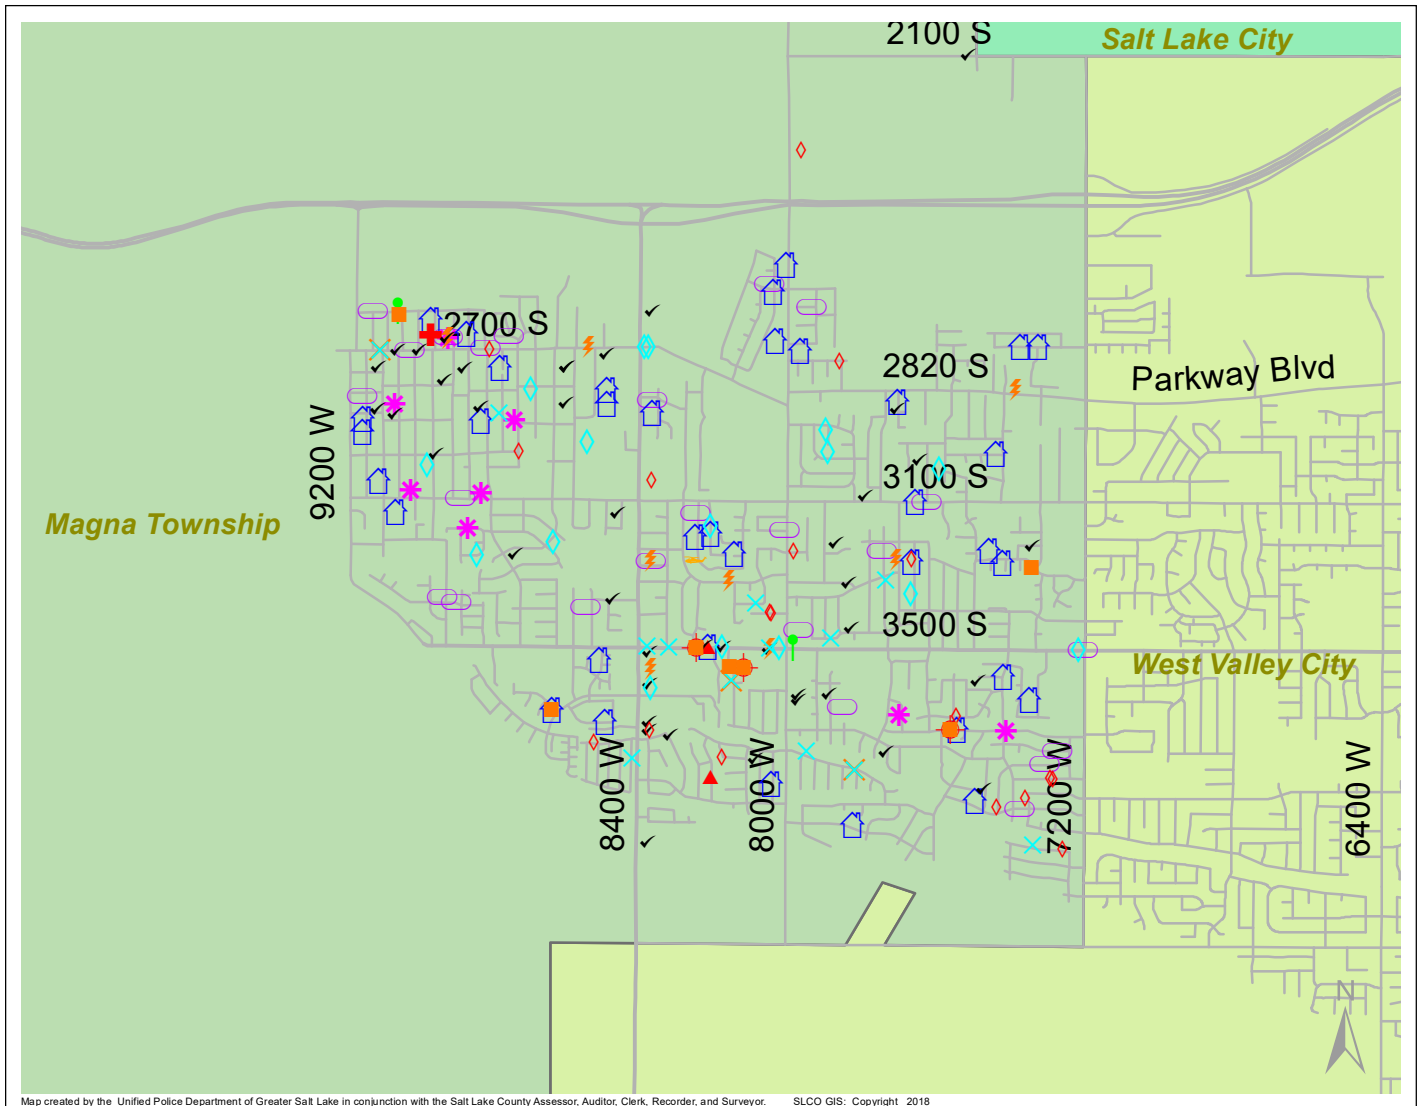 2100 S
Salt Lake City
2700 S
2820 S
Parkway Blvd
9200 W
3100 S
Magna Township
3500 S
West Valley City
8400 W
8000 W
7200 W
6400 W
N
Map created by the Unified Police Department of Greater Salt Lake in conjunction with the Salt Lake County Assessor, Auditor, Clerk, Recorder, and Surveyor. SLCO GIS: Copyright 2018